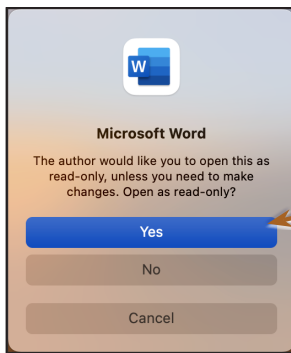 W
Microsoft Word
The author would like you to open this as
read-only, unless you need to make
changes. Open as read-only?
Yes
No
Cancel